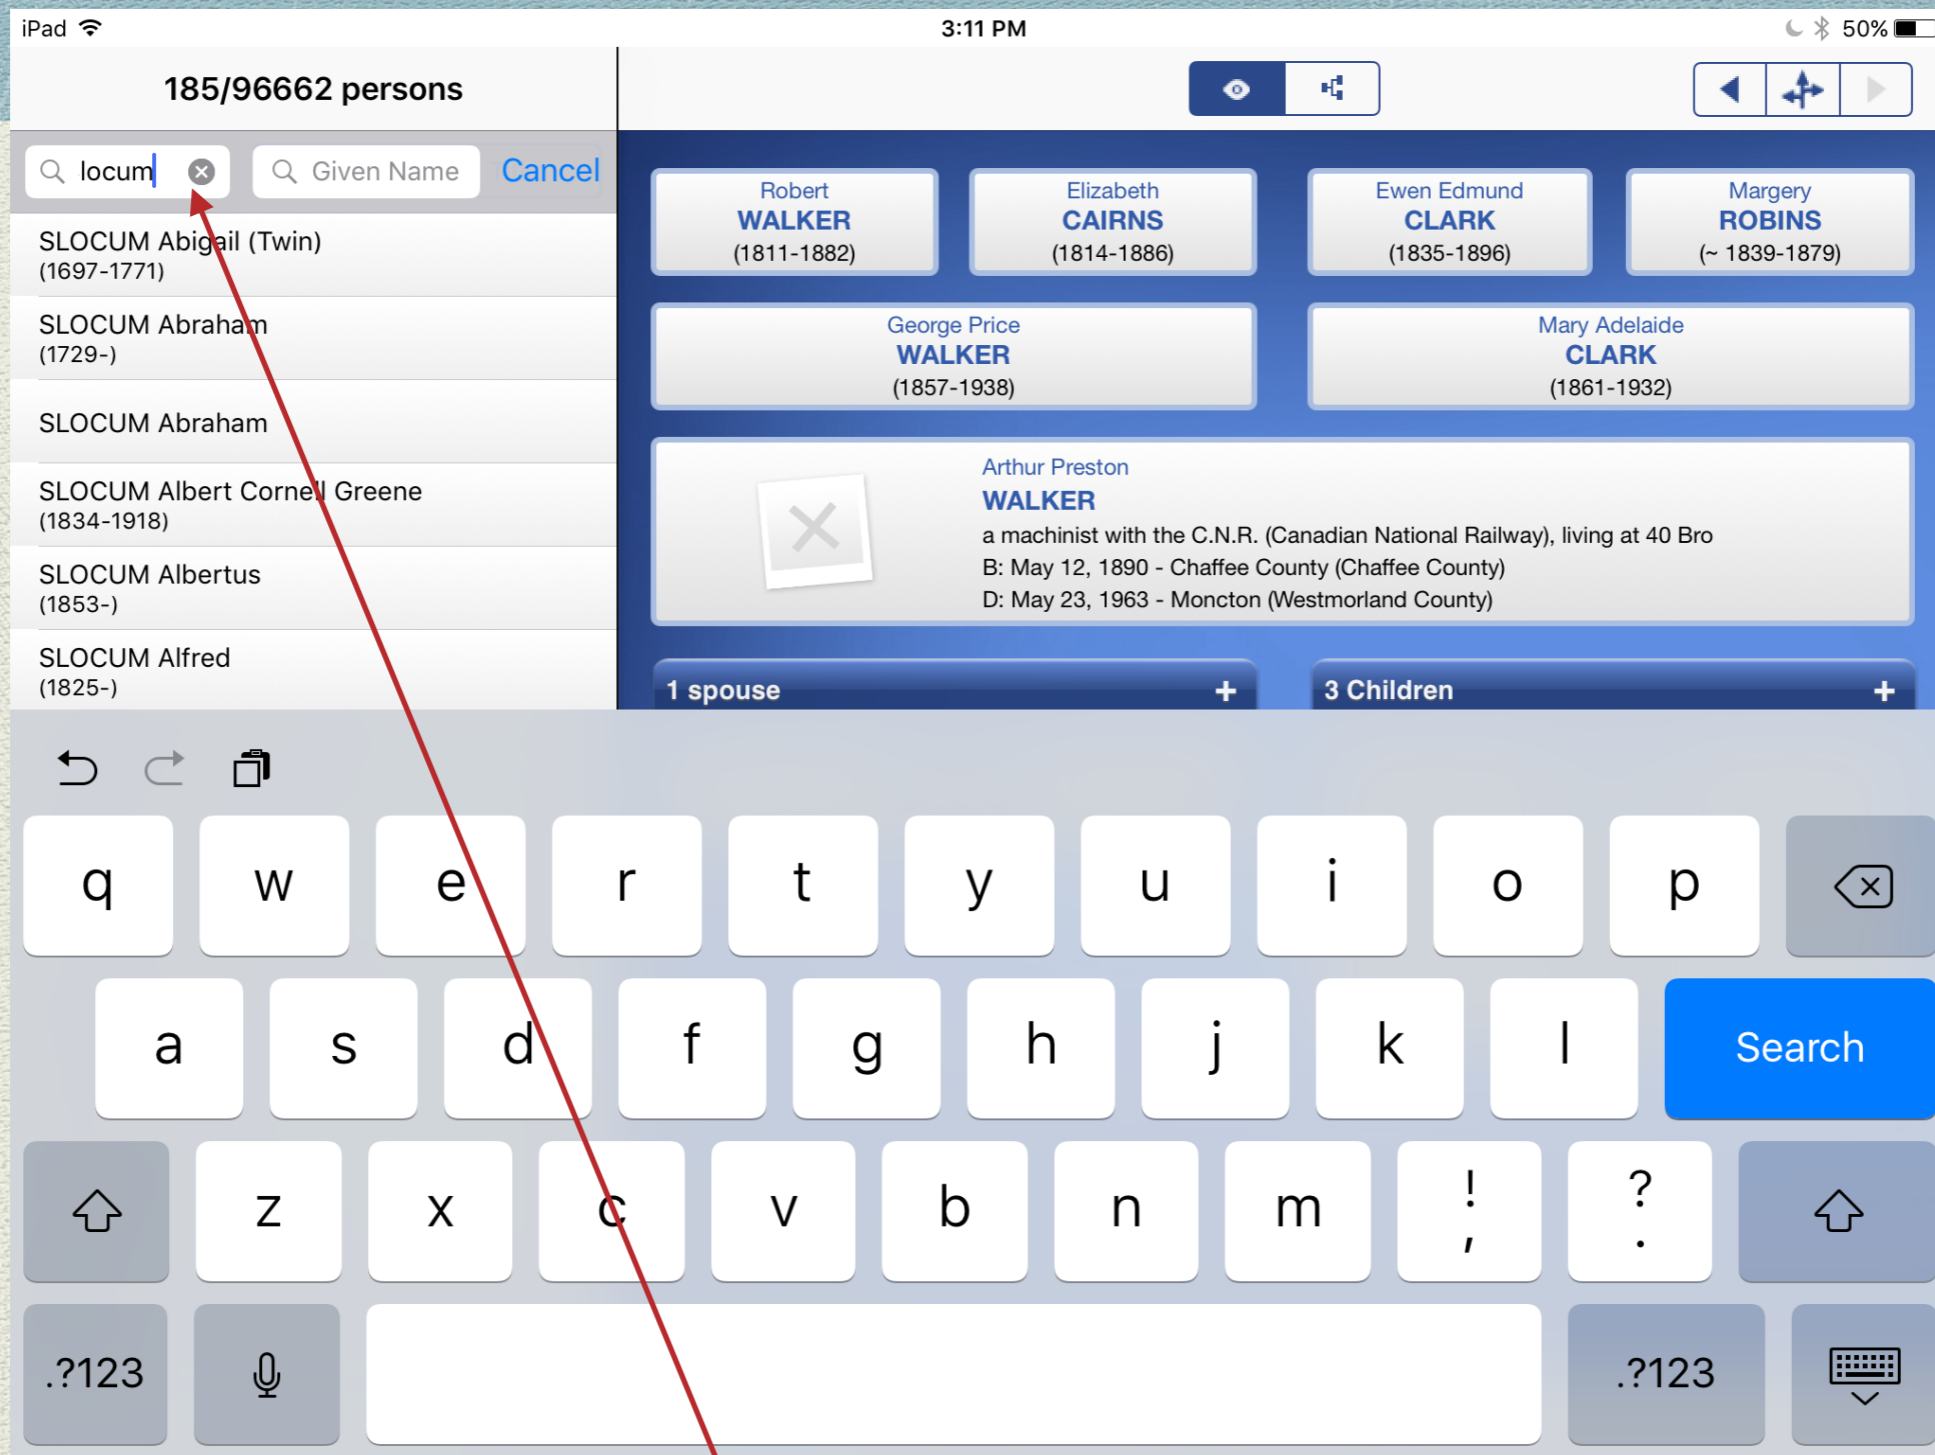 iPad
3:11 PM
50%
185/96662 persons
locum
Given Name
Cancel
SLOCUM Abigail (Twin)
(1697-1771)
SLOCUM Abraham
(1729-)
SLOCUM Abraham
SLOCUM Albert Cornell Greene
(1834-1918)
SLOCUM Albertus
(1853-)
SLOCUM Alfred
(1825-)
Robert
WALKER
(1811-1882)
Elizabeth
CAIRNS
(1814-1886)
Ewen Edmund
CLARK
(1835-1896)
Margery
ROBINS
(~ 1839-1879)
George Price
WALKER
(1857-1938)
Mary Adelaide
CLARK
(1861-1932)
Arthur Preston
WALKER
a machinist with the C.N.R. (Canadian National Railway), living at 40 Bro
B: May 12, 1890 - Chaffee County (Chaffee County)
D: May 23, 1963 - Moncton (Westmorland County)
1 spouse +
3 Children +
q w e r t y u i o p
a s d f g h j k l Search
z x c v b n m ! , ? .
.?123 .?123